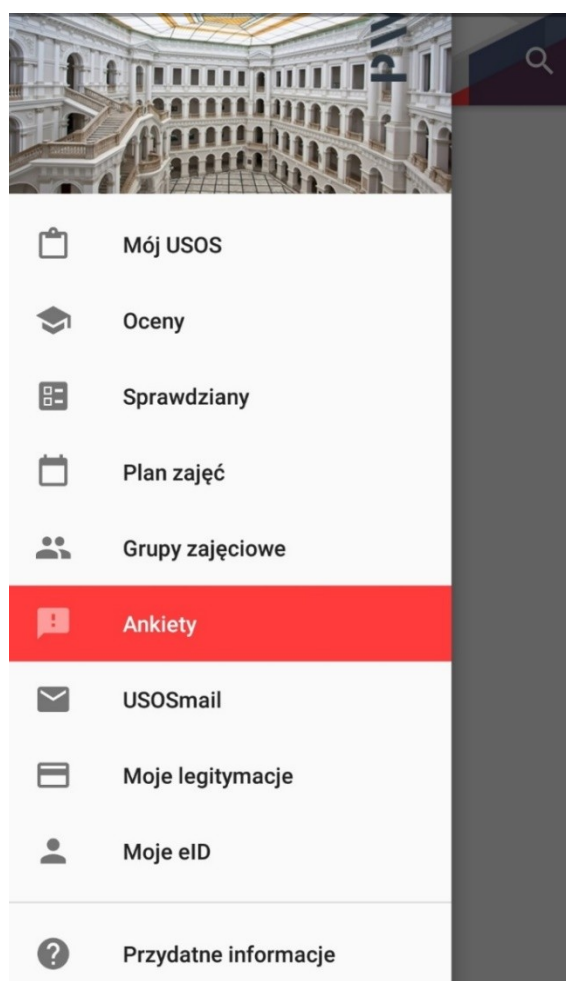 Mój USOS
Oceny
Sprawdziany
Plan zajęć
Grupy zajęciowe
Ankiety
USOSmail
Moje legitymacje
Moje eID
Przydatne informacje